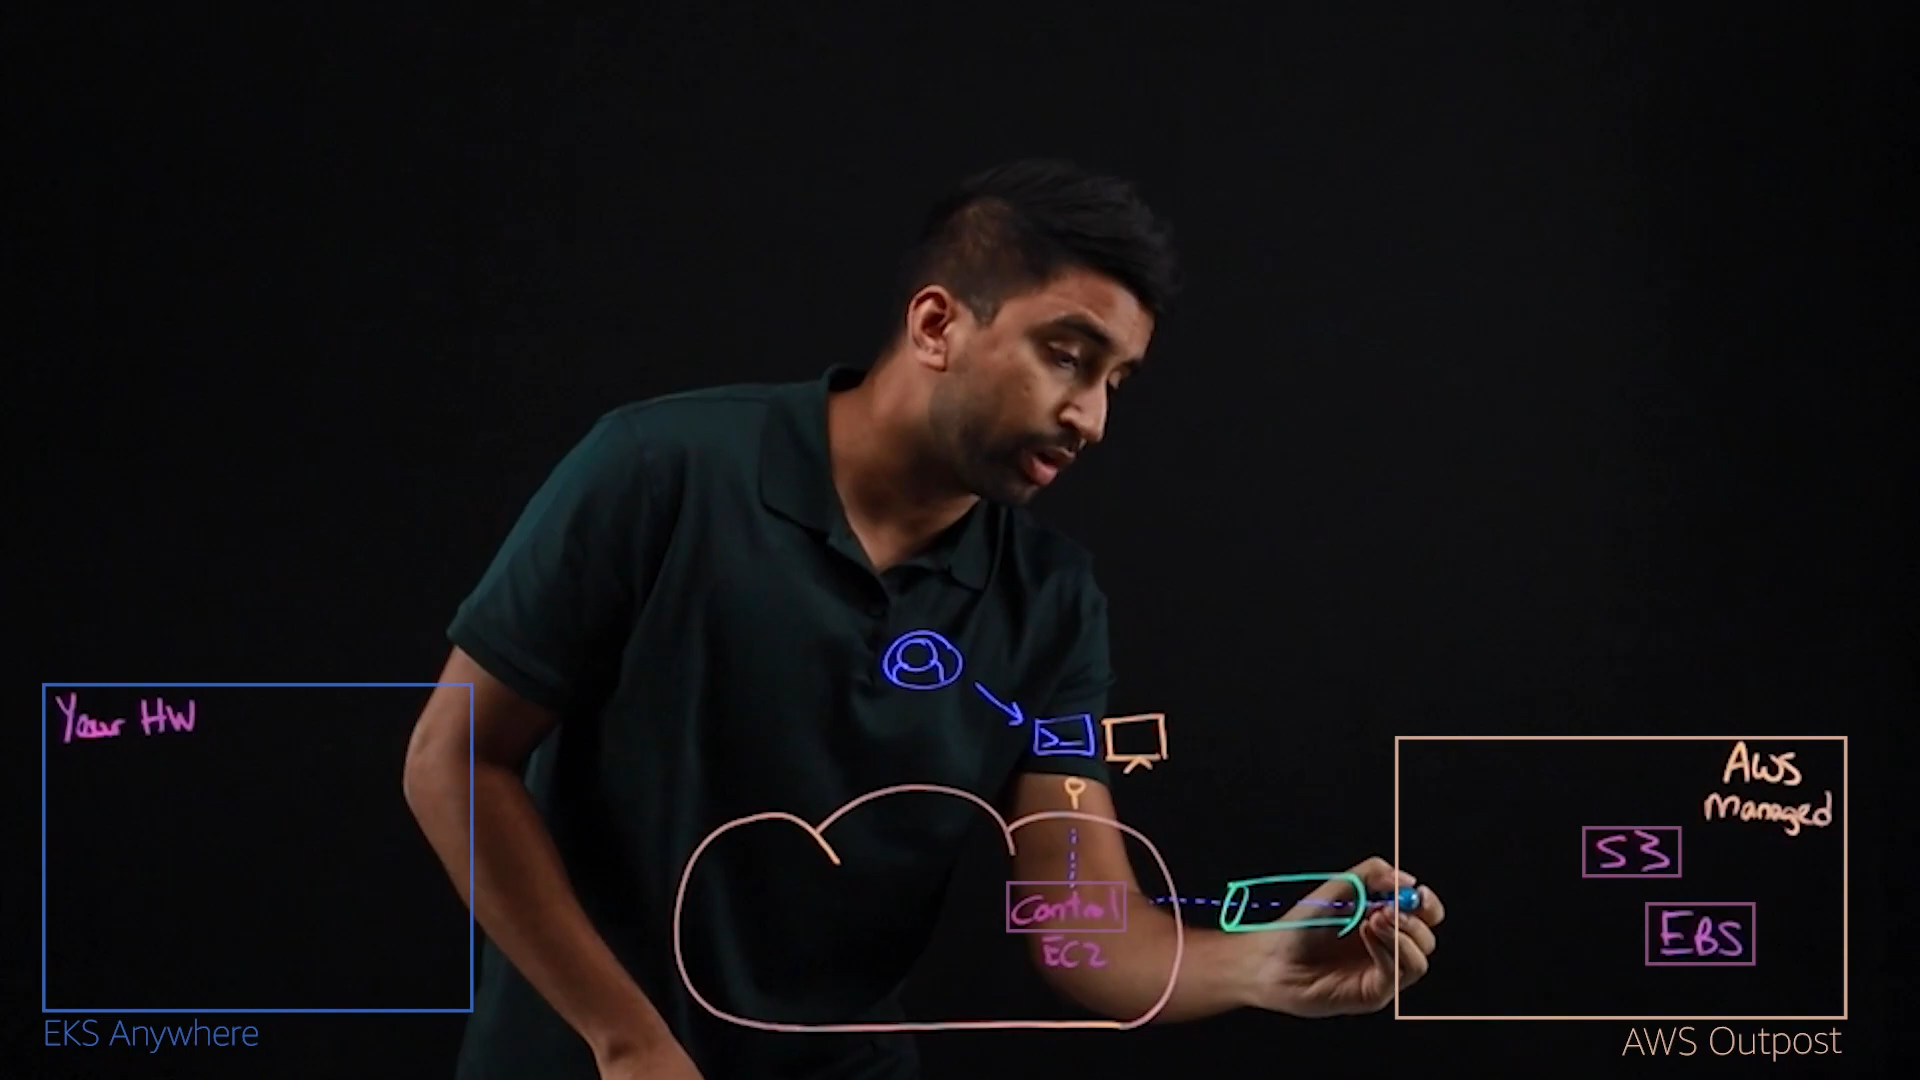 Your HW
>_
AWS
Managed
S3
Control
EBS
EC2
EKS Anywhere
AWS Outpost